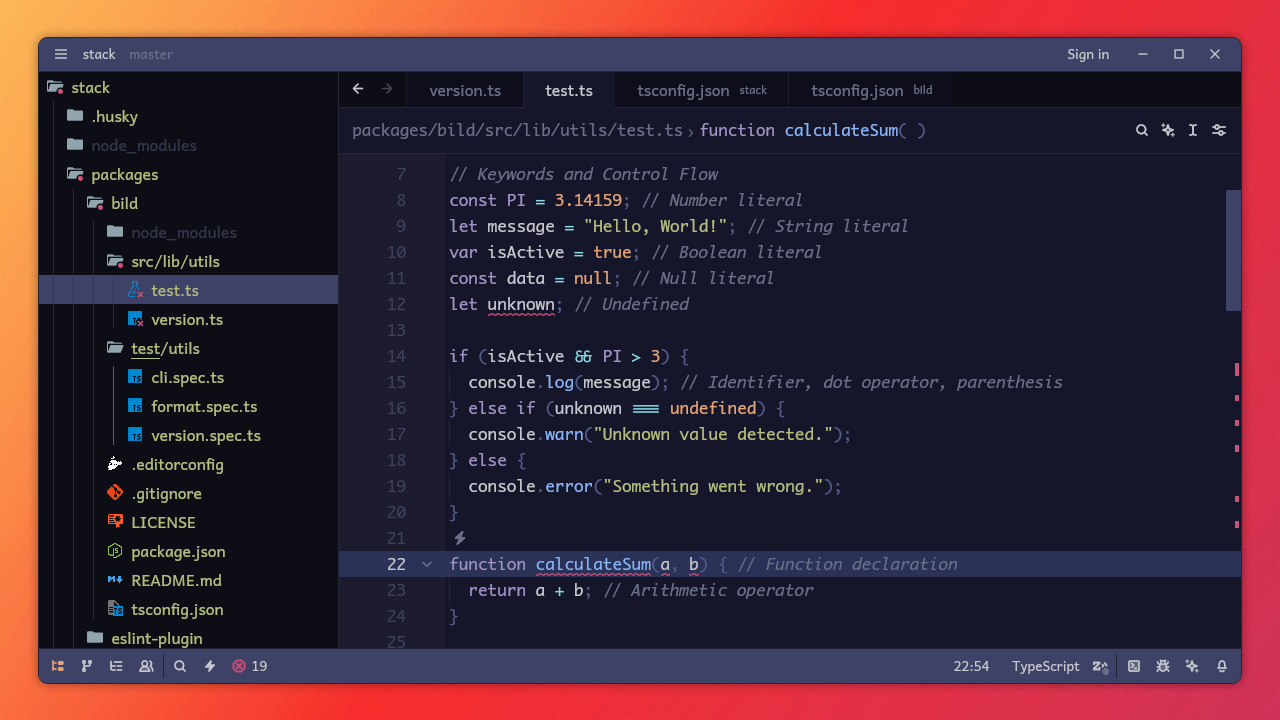 stack master Sign in
stack
.husky
node_modules
packages
bild
node_modules
src/lib/utils
test.ts
version.ts
test/utils
cli.spec.ts
format.spec.ts
version.spec.ts
.editorconfig
.gitignore
LICENSE
package.json
README.md
tsconfig.json
eslint-plugin
version.ts test.ts tsconfig.json stack tsconfig.json bild
packages/bild/src/lib/utils/test.ts › function calculateSum( )
7 // Keywords and Control Flow
8 const PI = 3.14159; // Number literal
9 let message = "Hello, World!"; // String literal
10 var isActive = true; // Boolean literal
11 const data = null; // Null literal
12 let unknown; // Undefined
13
14 if (isActive && PI > 3) {
15 console.log(message); // Identifier, dot operator, parenthesis
16 } else if (unknown === undefined) {
17 console.warn("Unknown value detected.");
18 } else {
19 console.error("Something went wrong.");
20 }
21
22 function calculateSum(a, b) { // Function declaration
23 return a + b; // Arithmetic operator
24 }
25
19 22:54 TypeScript